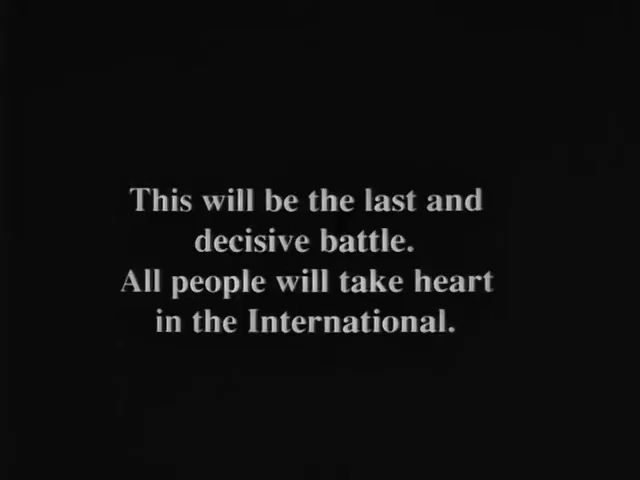 This will be the last and
decisive battle.
All people will take heart
in the International.